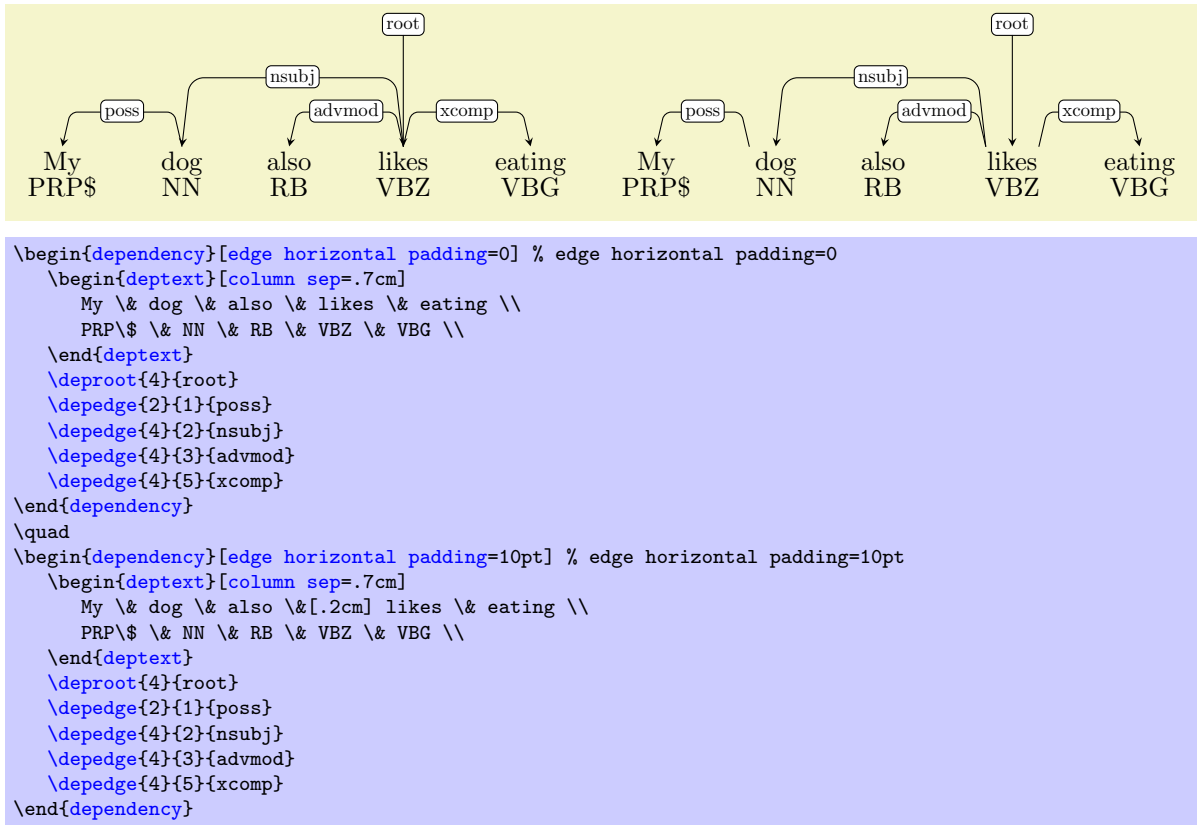 root root
nsubj nsubj
poss advmod xcomp poss advmod xcomp
My dog also likes eating My dog also likes eating
PRP$ NN RB VBZ VBG PRP$ NN RB VBZ VBG
\begin{dependency}[edge horizontal padding=0] % edge horizontal padding=0
\begin{deptext}[column sep=.7cm]
My \& dog \& also \& likes \& eating \\
PRP\$ \& NN \& RB \& VBZ \& VBG \\
\end{deptext}
\deproot{4}{root}
\depedge{2}{1}{poss}
\depedge{4}{2}{nsubj}
\depedge{4}{3}{advmod}
\depedge{4}{5}{xcomp}
\end{dependency}
\quad
\begin{dependency}[edge horizontal padding=10pt] % edge horizontal padding=10pt
\begin{deptext}[column sep=.7cm]
My \& dog \& also \&[.2cm] likes \& eating \\
PRP\$ \& NN \& RB \& VBZ \& VBG \\
\end{deptext}
\deproot{4}{root}
\depedge{2}{1}{poss}
\depedge{4}{2}{nsubj}
\depedge{4}{3}{advmod}
\depedge{4}{5}{xcomp}
\end{dependency}